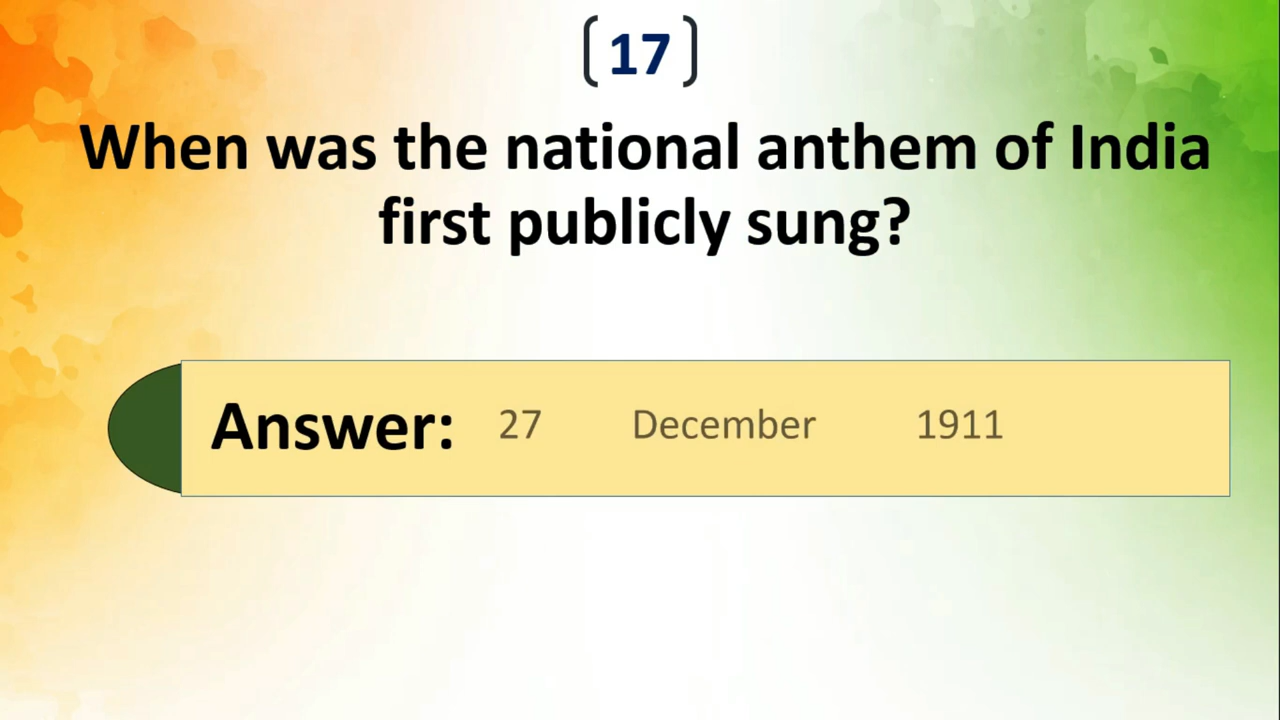 [17]
When was the national anthem of India
first publicly sung?
Answer: 27 December 1911